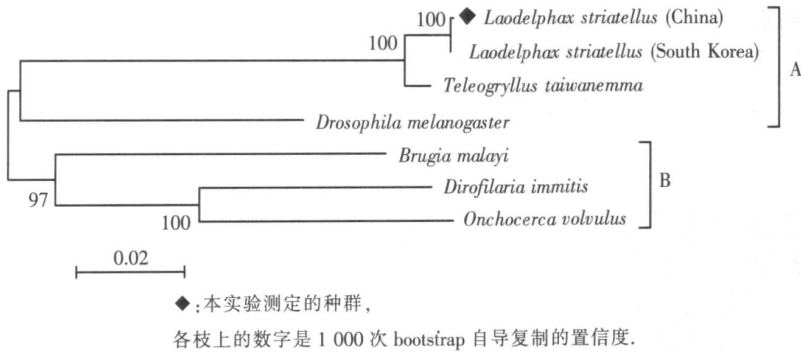 100 ◆ Laodelphax striatellus (China)
100
Laodelphax striatellus (South Korea)
A
Teleogryllus taiwanemma
Drosophila melanogaster
Brugia malayi
B
Dirofilaria immitis
97
100
Onchocerca volvulus
0.02
◆:本实验测定的种群,
各枝上的数字是 1 000 次 bootstrap 自导复制的置信度.